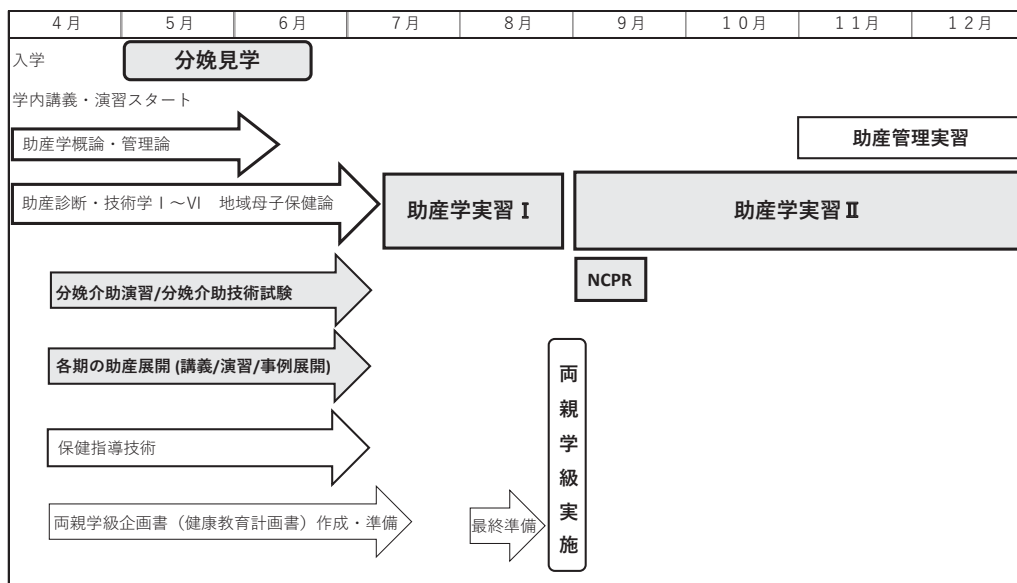 4月 5月 6月 7月 8月 9月 10月 11月 12月
入学
分娩見学
学内講義・演習スタート
助産学概論・管理論
助産管理実習
助産診断・技術学Ⅰ～Ⅵ 地域母子保健論
助産学実習Ⅰ
助産学実習Ⅱ
分娩介助演習/分娩介助技術試験
NCPR
各期の助産展開 (講義/演習/事例展開)
保健指導技術
両親学級企画書（健康教育計画書）作成・準備
最終準備
両親学級実施